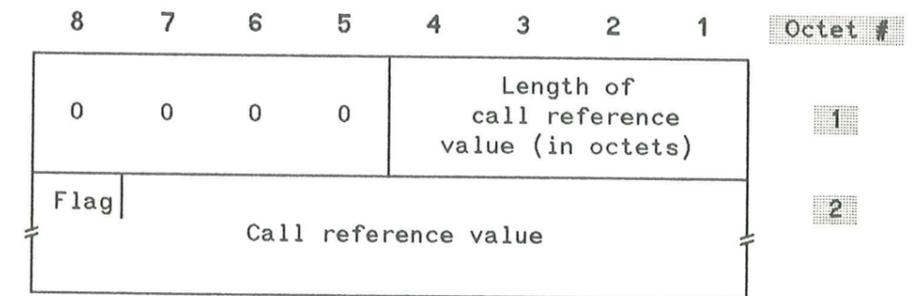 8 7 6 5 4 3 2 1 Octet #
0 0 0 0
Length of
call reference
value (in octets)
1
Flag
2
Call reference value